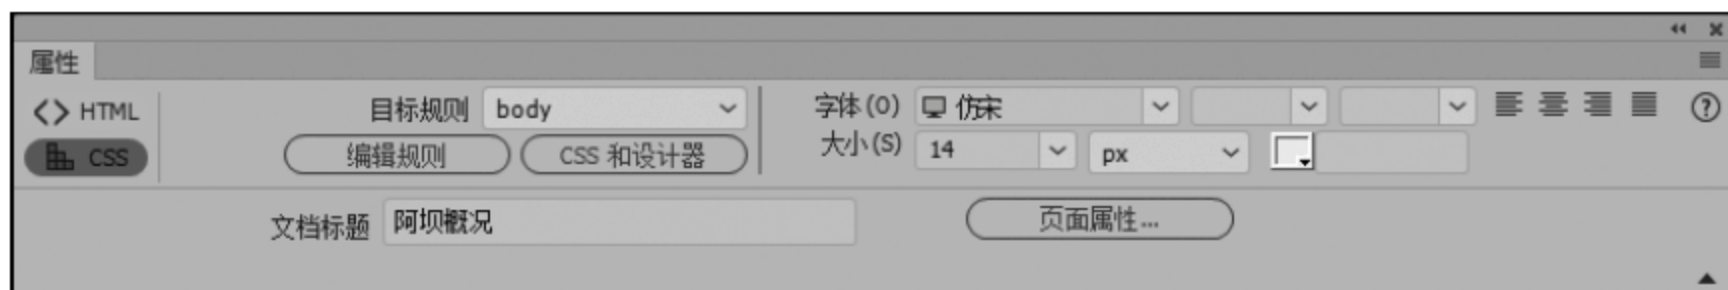 属性
HTML 目标规则 body 字体(O) 仿宋
CSS 编辑规则 CSS 和设计器 大小(S) 14 px
文档标题 阿坝概况 页面属性...